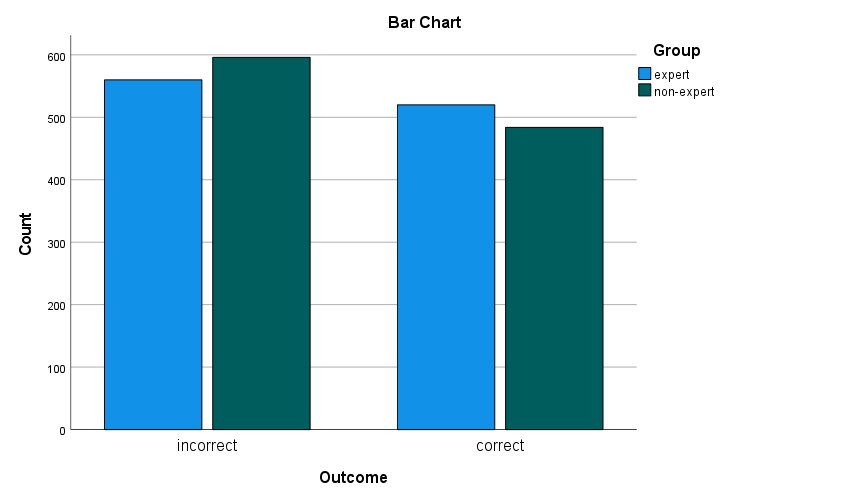 Bar Chart
Group
expert
non-expert
Count
600
500
400
300
200
100
0
incorrect
correct
Outcome